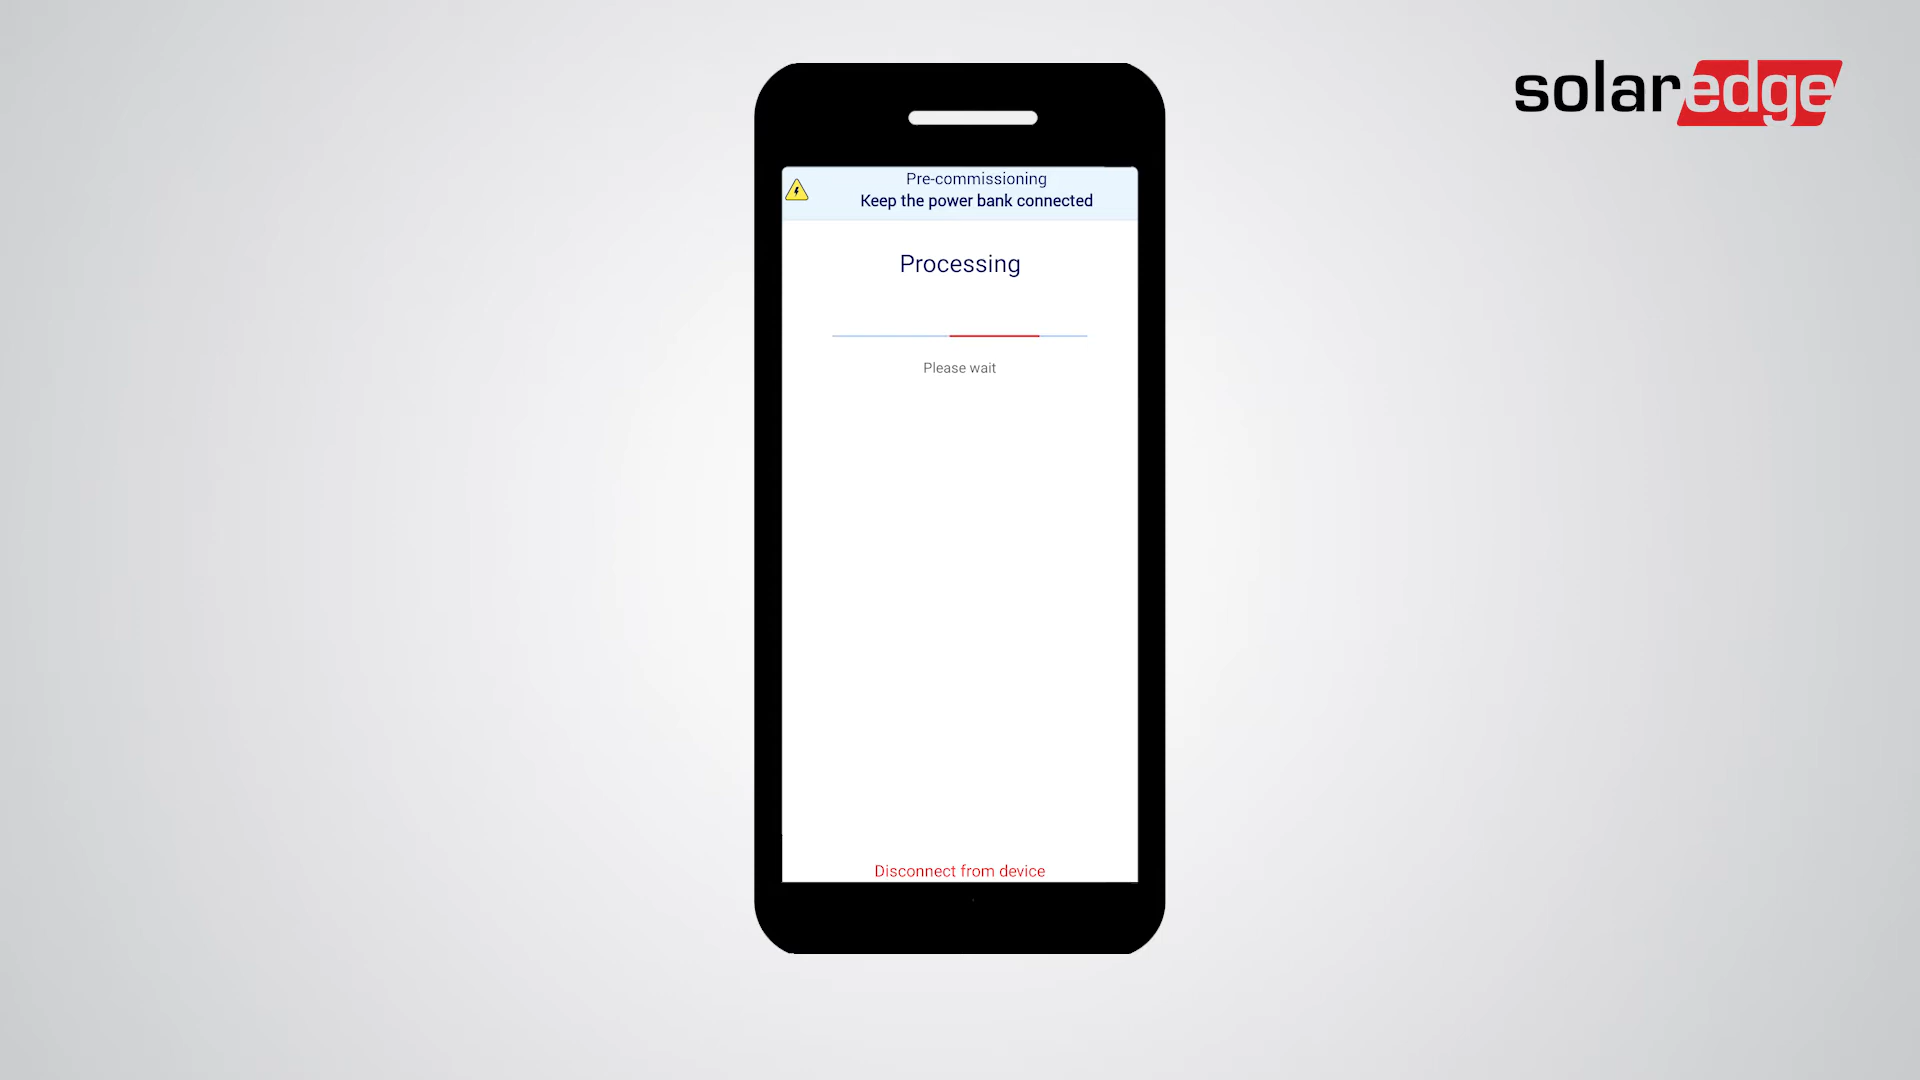 solaredge
Pre-commissioning
Keep the power bank connected
Processing
Please wait
Disconnect from device